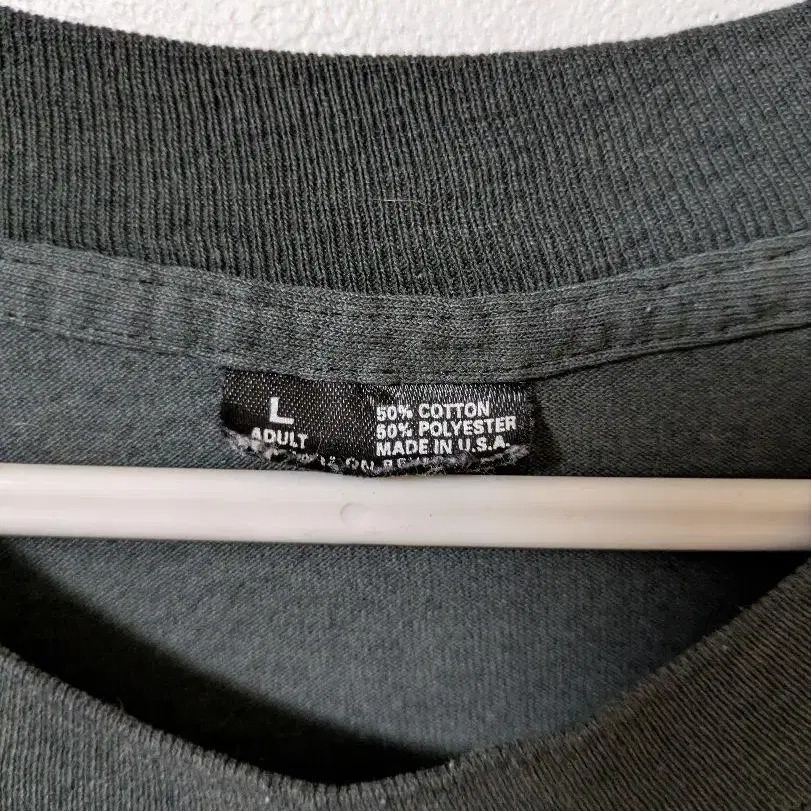 L
ADULT
50% COTTON
50% POLYESTER
MADE IN U.S.A.